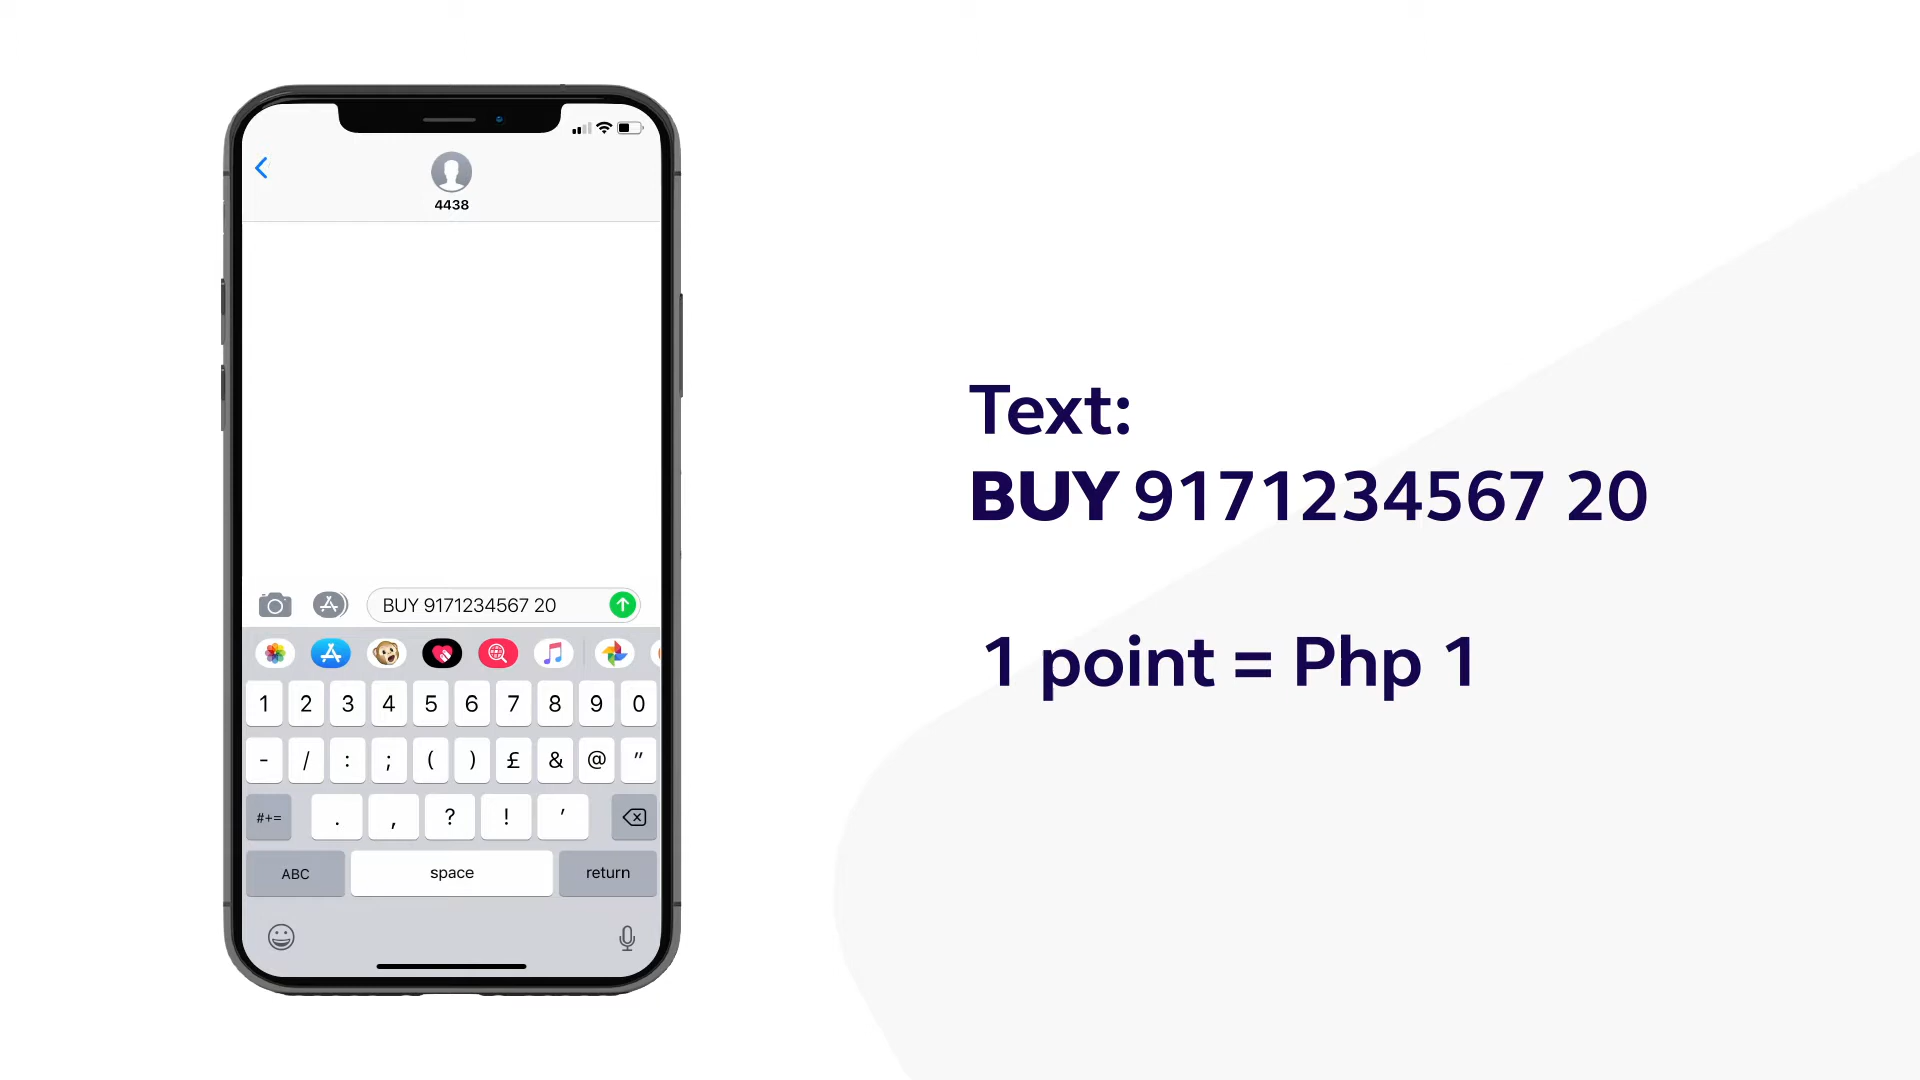 4438
BUY 9171234567 20
1 2 3 4 5 6 7 8 9 0
- / : ; ( ) £ & @ "
#+= . , ? ! '
ABC space return
Text:
BUY 9171234567 20
1 point = Php 1